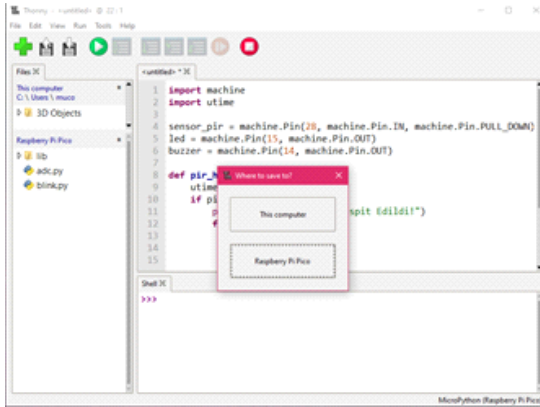 Thonny - <untitled> @ 22:1
File Edit View Run Tools Help
Files
This computer
C:\ Users \ muco
3D Objects
Raspberry Pi Pico
lib
adc.py
blink.py
<untitled> *
1 import machine
2 import utime
3
4 sensor_pir = machine.Pin(28, machine.Pin.IN, machine.Pin.PULL_DOWN)
5 led = machine.Pin(15, machine.Pin.OUT)
6 buzzer = machine.Pin(14, machine.Pin.OUT)
7
8 def pir_h
9 utime
10 if pi
11 p spit Edildi!")
12 f
13
14
15
Where to save to?
This computer
Raspberry Pi Pico
Shell
>>>
MicroPython (Raspberry Pi Pico